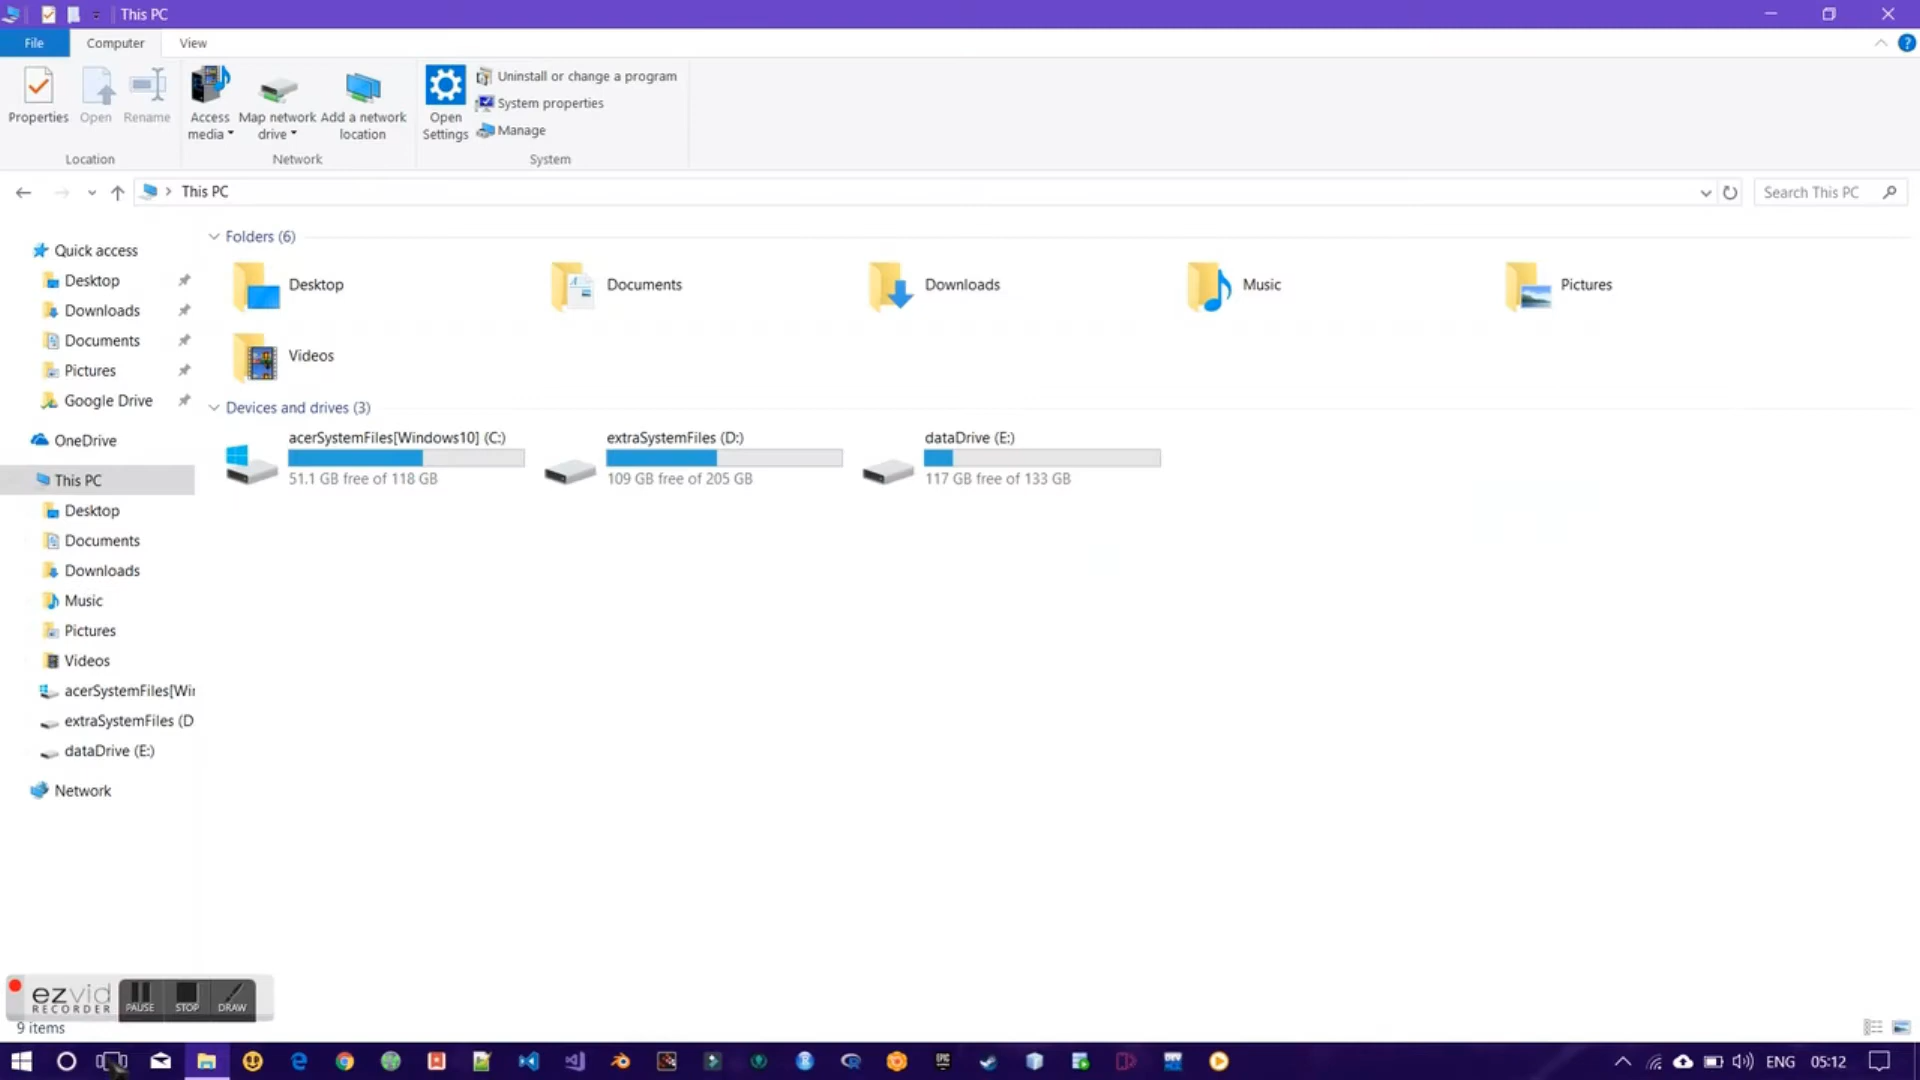 This PC
File
Computer
View
Properties
Open
Rename
Access media
Map network drive
Add a network location
Open Settings
Uninstall or change a program
System properties
Manage
Location
Network
System
This PC
Search This PC
Quick access
Desktop
Downloads
Documents
Pictures
Google Drive
OneDrive
This PC
Desktop
Documents
Downloads
Music
Pictures
Videos
acerSystemFiles[Wi
extraSystemFiles (D
dataDrive (E:)
Network
Folders (6)
Desktop
Documents
Downloads
Music
Pictures
Videos
Devices and drives (3)
acerSystemFiles[Windows10] (C:)
51.1 GB free of 118 GB
extraSystemFiles (D:)
109 GB free of 205 GB
dataDrive (E:)
117 GB free of 133 GB
ezvid
RECORDER
PAUSE
STOP
DRAW
9 items
EPIC
ENG
05:12